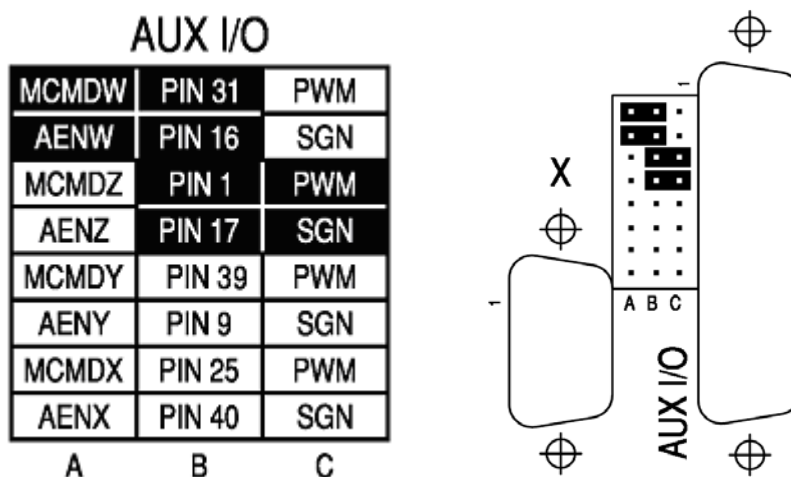 AUX I/O
MCMDW PIN 31 PWM
AENW PIN 16 SGN
MCMDZ PIN 1 PWM
AENZ PIN 17 SGN
MCMDY PIN 39 PWM
AENY PIN 9 SGN
MCMDX PIN 25 PWM
AENX PIN 40 SGN
A B C
1
X
1
A B C
AUX I/O